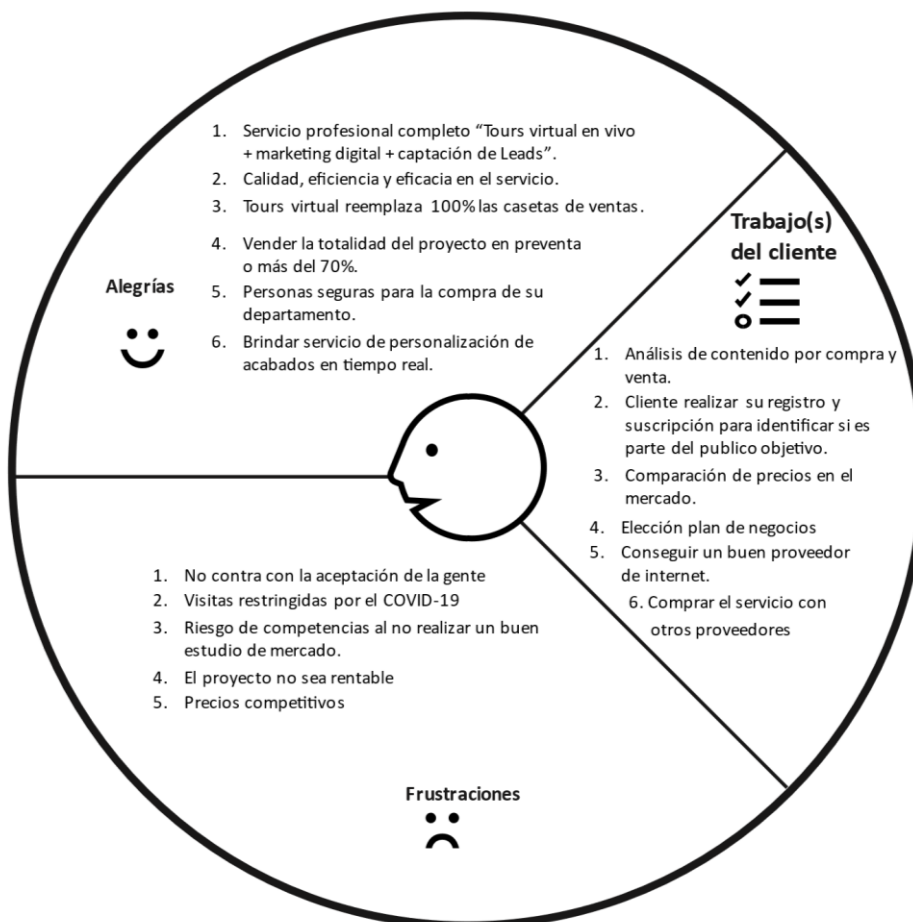 Alegrías
1. Servicio profesional completo “Tours virtual en vivo
+ marketing digital + captación de Leads”.
2. Calidad, eficiencia y eficacia en el servicio.
3. Tours virtual reemplaza 100% las casetas de ventas.
4. Vender la totalidad del proyecto en preventa
o más del 70%.
5. Personas seguras para la compra de su
departamento.
6. Brindar servicio de personalización de
acabados en tiempo real.
Trabajo(s)
del cliente
1. Análisis de contenido por compra y
venta.
2. Cliente realizar su registro y
suscripción para identificar si es
parte del publico objetivo.
3. Comparación de precios en el
mercado.
4. Elección plan de negocios
5. Conseguir un buen proveedor
de internet.
6. Comprar el servicio con
otros proveedores
1. No contra con la aceptación de la gente
2. Visitas restringidas por el COVID-19
3. Riesgo de competencias al no realizar un buen
estudio de mercado.
4. El proyecto no sea rentable
5. Precios competitivos
Frustraciones